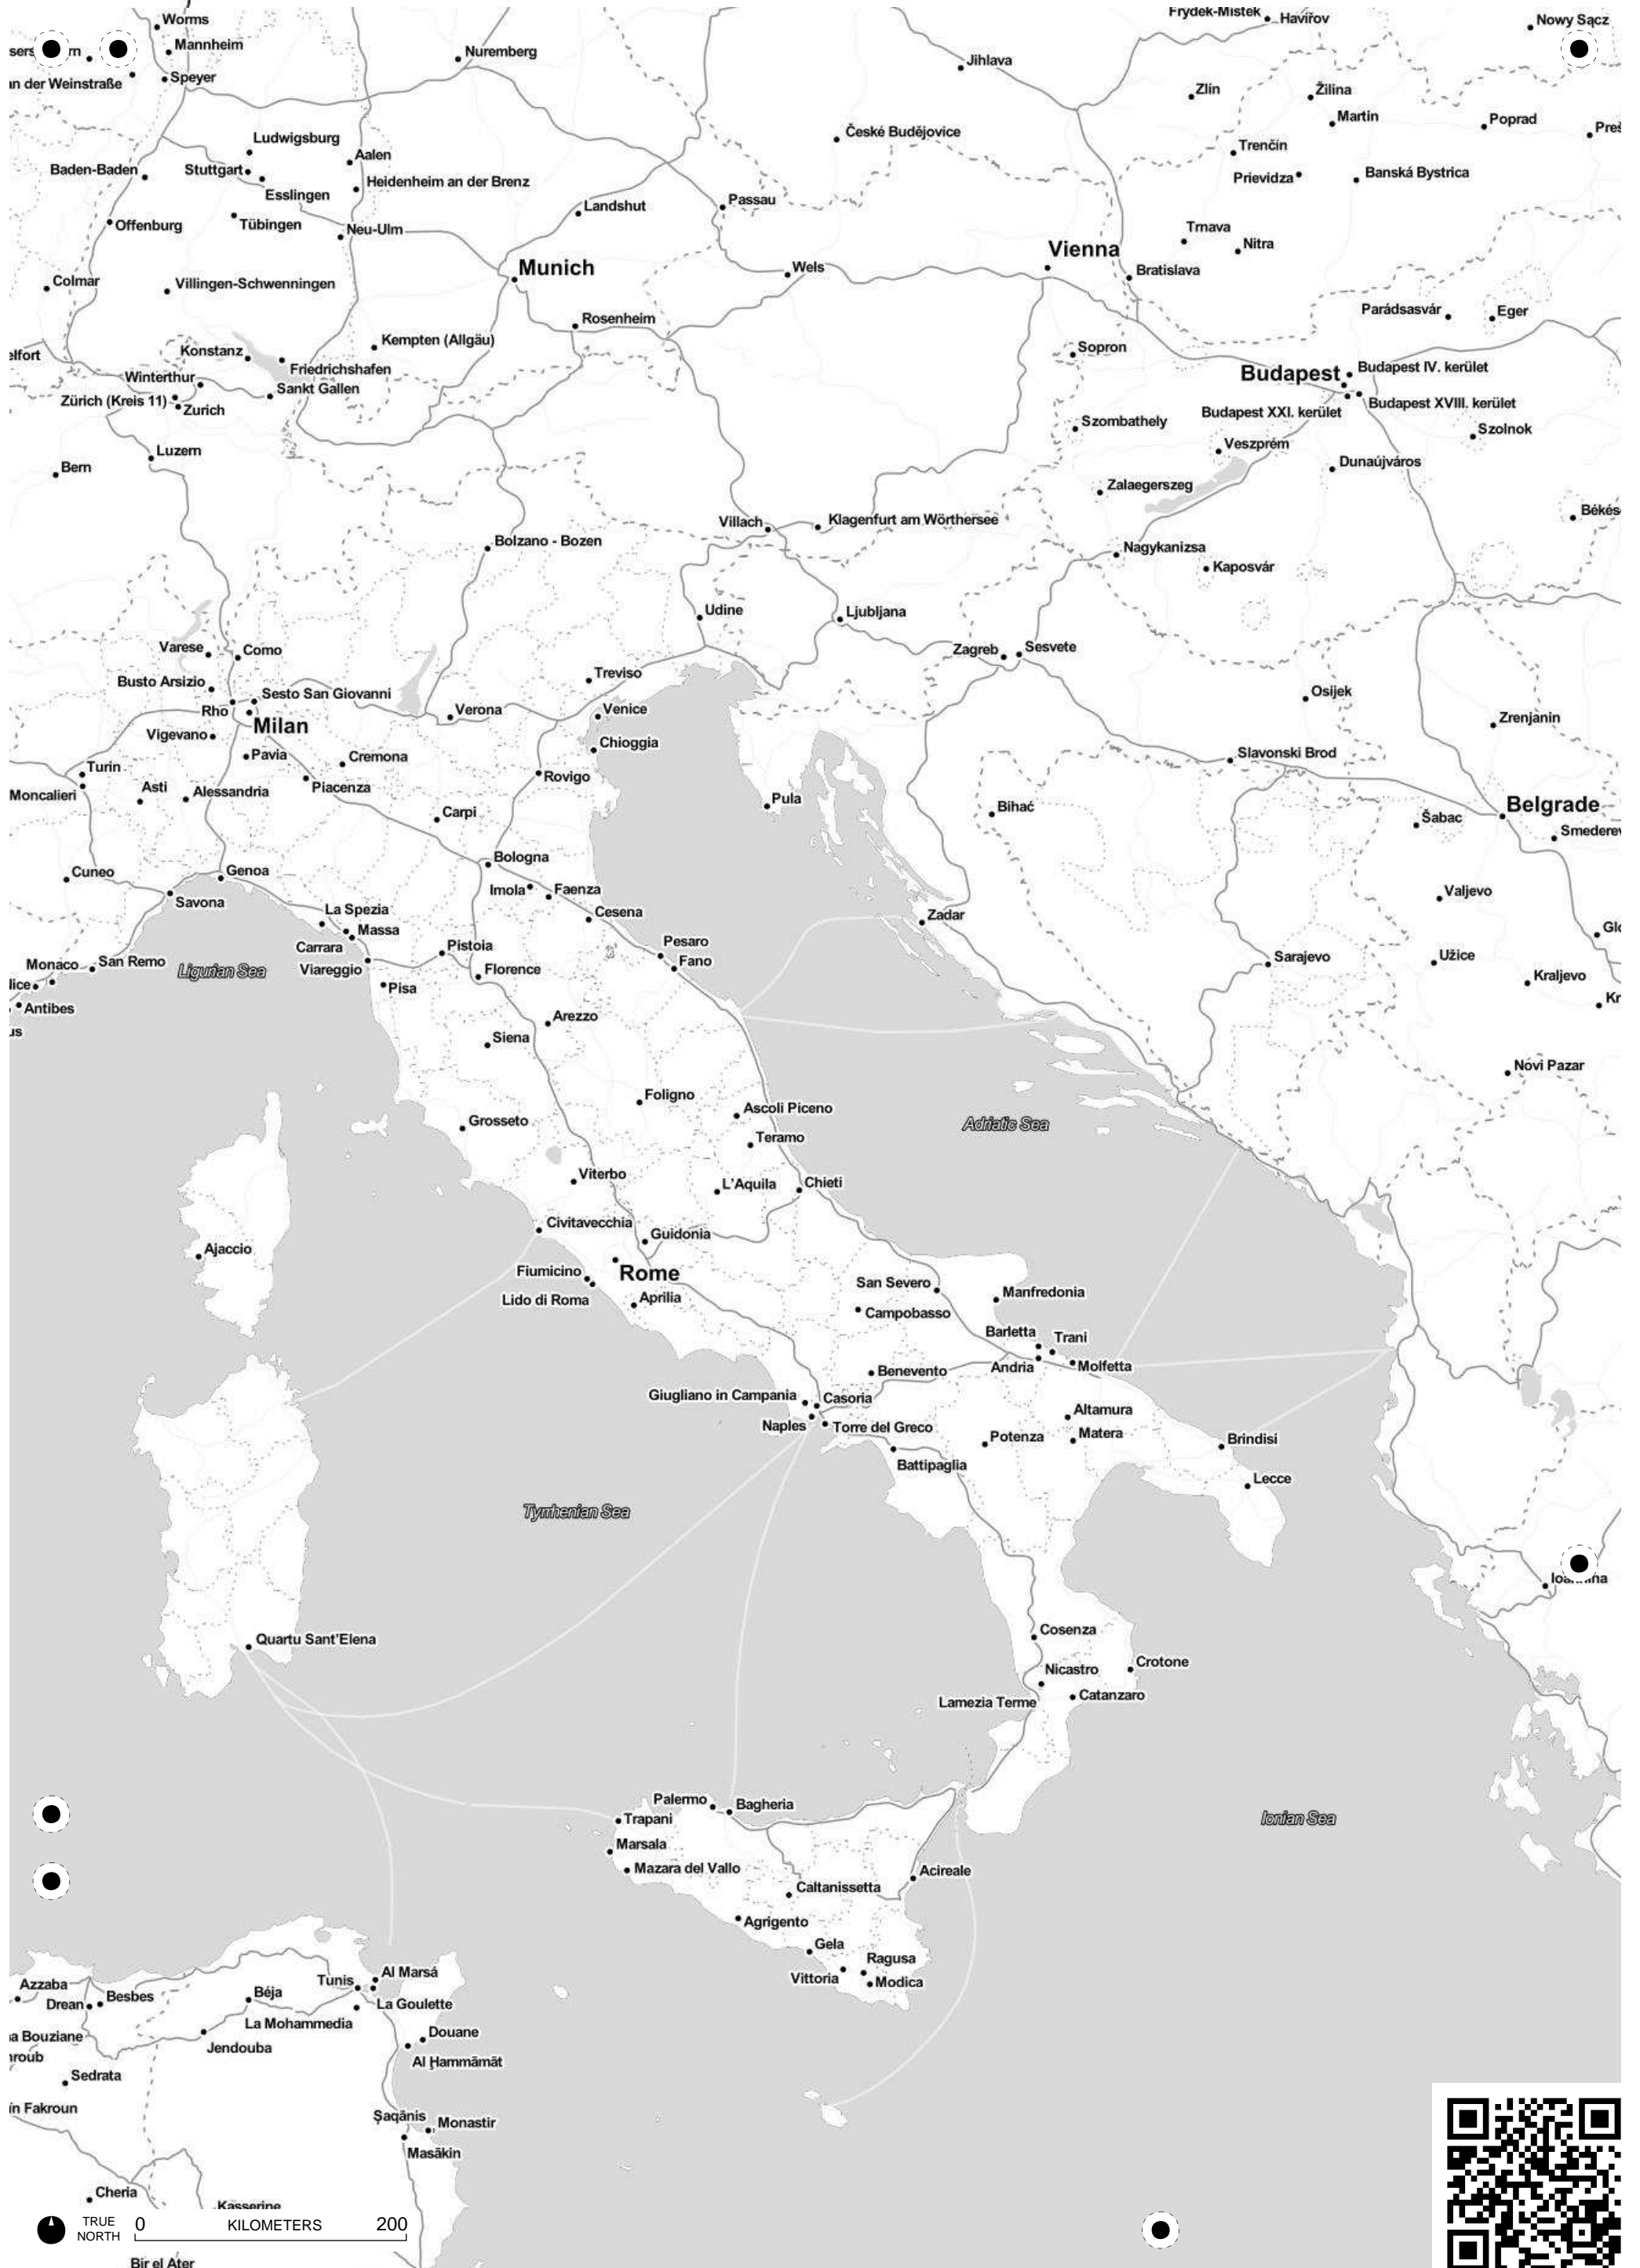 Worms
Frýdek-Místek
Havířov
Nowy Sącz
Mannheim
Nuremberg
Jihlava
Speyer
Zlín
Žilina
Martin
Poprad
České Budějovice
Ludwigsburg
Trenčín
Aalen
Baden-Baden
Stuttgart
Heidenheim an der Brenz
Prievidza
Banská Bystrica
Esslingen
Landshut
Passau
Offenburg
Tübingen
Neu-Ulm
Trnava
Nitra
Vienna
Munich
Wels
Bratislava
Colmar
Villingen-Schwenningen
Parádsasvár
Eger
Rosenheim
Konstanz
Kempten (Allgäu)
Sopron
Friedrichshafen
Budapest
Budapest IV. kerület
Winterthur
Sankt Gallen
Zürich (Kreis 11)
Zurich
Budapest XXI. kerület
Budapest XVIII. kerület
Szombathely
Szolnok
Luzern
Veszprém
Bern
Dunaújváros
Zalaegerszeg
Villach
Klagenfurt am Wörthersee
Bolzano - Bozen
Nagykanizsa
Kaposvár
Udine
Ljubljana
Varese
Como
Zagreb
Sesvete
Treviso
Busto Arsizio
Sesto San Giovanni
Osijek
Rho
Milan
Verona
Venice
Zrenjanin
Vigevano
Chioggia
Pavia
Cremona
Slavonski Brod
Turin
Rovigo
Moncalieri
Asti
Alessandria
Piacenza
Pula
Bihać
Belgrade
Carpi
Šabac
Bologna
Cuneo
Genoa
Imola
Faenza
Valjevo
Savona
La Spezia
Cesena
Zadar
Massa
Carrara
Pistoia
Pesaro
Monaco
San Remo
Ligurian Sea
Viareggio
Florence
Fano
Sarajevo
Užice
Kraljevo
Pisa
Antibes
Arezzo
Siena
Novi Pazar
Foligno
Ascoli Piceno
Adriatic Sea
Grosseto
Teramo
Viterbo
L'Aquila
Chieti
Civitavecchia
Guidonia
Ajaccio
Fiumicino
Rome
San Severo
Manfredonia
Lido di Roma
Aprilia
Campobasso
Barletta
Trani
Andria
Molfetta
Benevento
Giugliano in Campania
Casoria
Altamura
Naples
Torre del Greco
Potenza
Matera
Brindisi
Battipaglia
Lecce
Tyrrhenian Sea
Quartu Sant'Elena
Cosenza
Nicastro
Crotone
Lamezia Terme
Catanzaro
Palermo
Bagheria
Trapani
Ionian Sea
Marsala
Mazara del Vallo
Acireale
Caltanissetta
Agrigento
Gela
Ragusa
Vittoria
Modica
Azzaba
Tunis
Al Marsá
Drean
Besbes
Béja
La Goulette
La Mohammedia
Douane
Jendouba
Al Ḩammāmāt
Sedrata
Şaqānis
Monastir
Masākin
Cheria
Kasserine
TRUE
NORTH
0 KILOMETERS 200
Bir el Ater